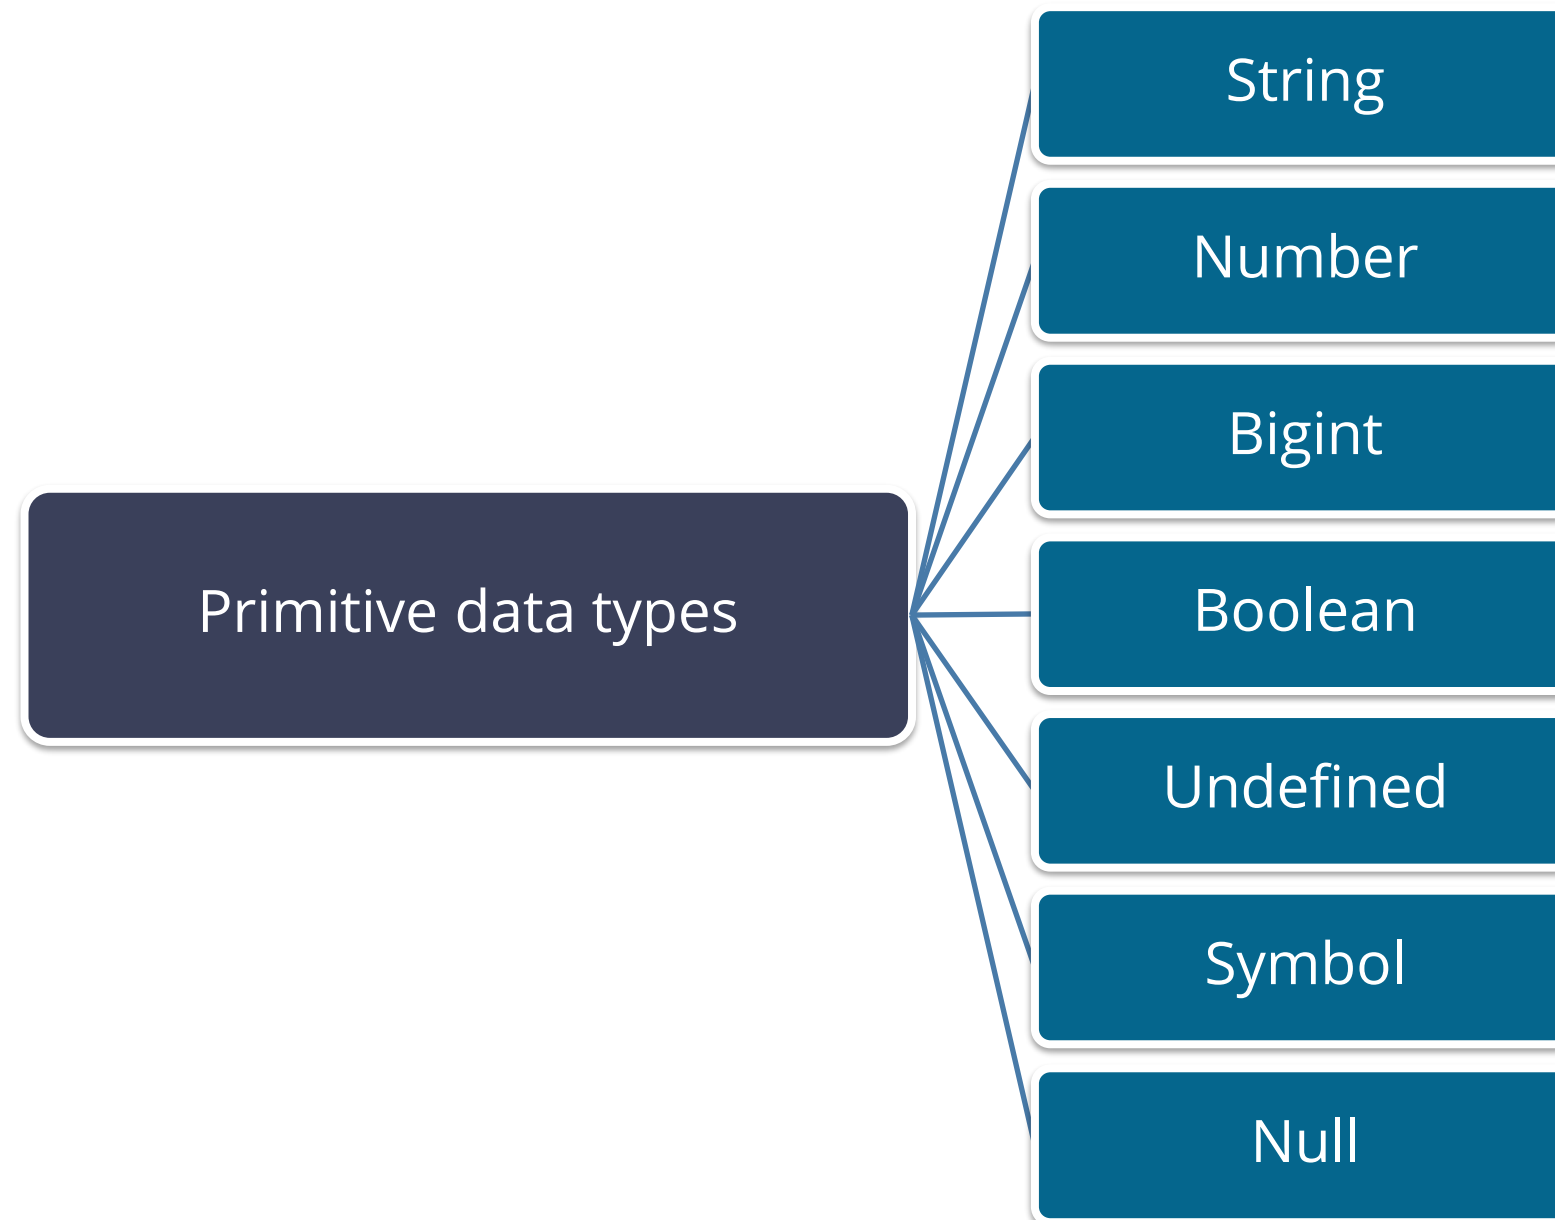 String
Number
Bigint
Primitive data types
Boolean
Undefined
Symbol
Null